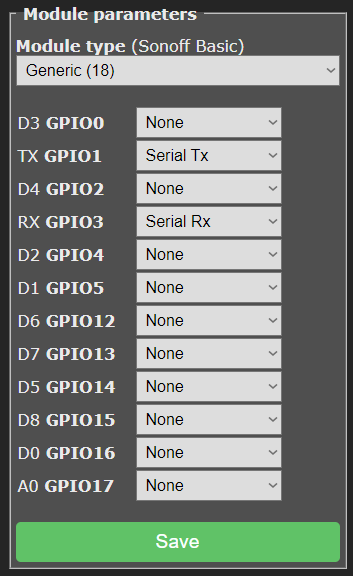 Module parameters
Module type (Sonoff Basic)
Generic (18)
D3 GPIO0 None
TX GPIO1 Serial Tx
D4 GPIO2 None
RX GPIO3 Serial Rx
D2 GPIO4 None
D1 GPIO5 None
D6 GPIO12 None
D7 GPIO13 None
D5 GPIO14 None
D8 GPIO15 None
D0 GPIO16 None
A0 GPIO17 None
Save